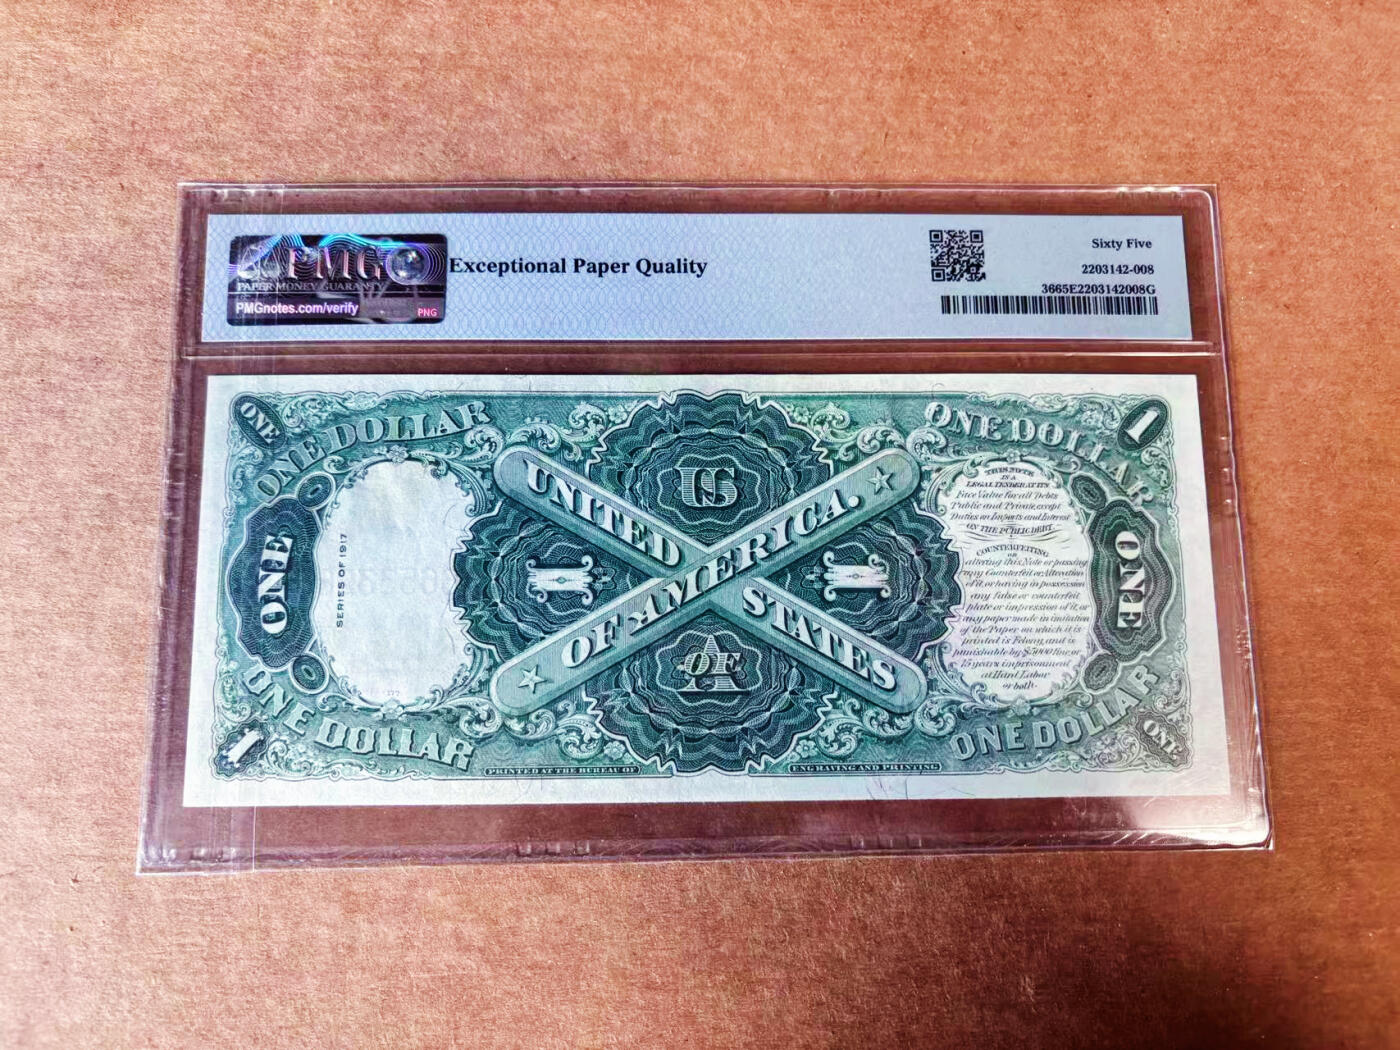 PMG
PAPER MONEY GUARANTY
PMGnotes.com/verify
PNG
Exceptional Paper Quality
Sixty Five
2203142-008
3665E2203142008G
ONE
ONE DOLLAR
ONE DOLLAR
1
ONE
SERIES OF 1917
377
ONE DOLLAR
1
US
UNITED
STATES
OF AMERICA.
1
1
OF
A
THIS NOTE
IS A
LEGAL TENDER AT ITS
Face Value for all Debts
Public and Private, except
Duties on Imports and Interest
ON THE PUBLIC DEBT.
COUNTERFEITING
or
altering this Note or passing
any Counterfeit or Alteration
of it, or having in possession
any false or counterfeit
plate or impression of it, or
any paper made in imitation
of the Paper on which it is
printed is Felony, and is
punishable by $5000 fine or
15 years imprisonment
at Hard Labor
or both.
ONE
ONE DOLLAR
ONE
PRINTED AT THE BUREAU OF
ENGRAVING AND PRINTING